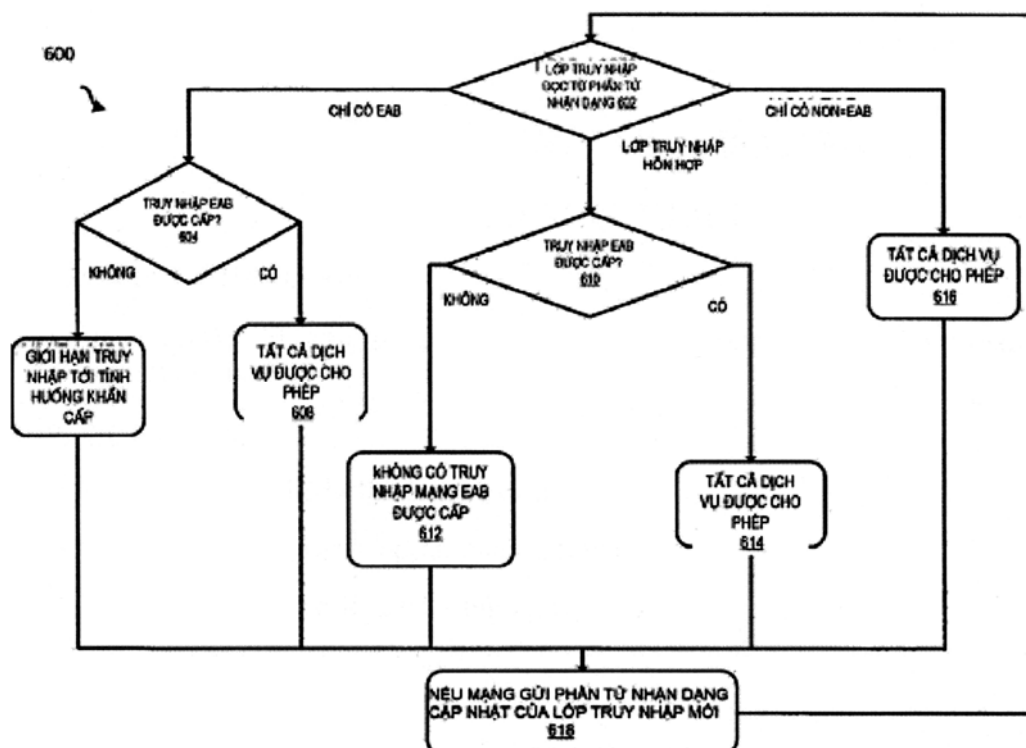 600
LỚP TRUY NHẬP
ĐỌC TỪ PHẦN TỬ
NHẬN DẠNG 602
CHỈ CÓ EAB
LỚP TRUY NHẬP
HỖN HỢP
CHỈ CÓ NON=EAB
TRUY NHẬP EAB
ĐƯỢC CẤP?
604
KHÔNG
CÓ
TRUY NHẬP EAB
ĐƯỢC CẤP?
610
KHÔNG
CÓ
TẤT CẢ DỊCH VỤ
ĐƯỢC CHO PHÉP
616
GIỚI HẠN TRUY
NHẬP TỚI TÌNH
HUỐNG KHẨN
CẤP
TẤT CẢ DỊCH
VỤ ĐƯỢC CHO
PHÉP
608
KHÔNG CÓ TRUY
NHẬP MẠNG EAB
ĐƯỢC CẤP
612
TẤT CẢ DỊCH
VỤ ĐƯỢC CHO
PHÉP
614
NẾU MẠNG GỬI PHẦN TỬ NHẬN DẠNG
CẬP NHẬT CỦA LỚP TRUY NHẬP MỚI
618